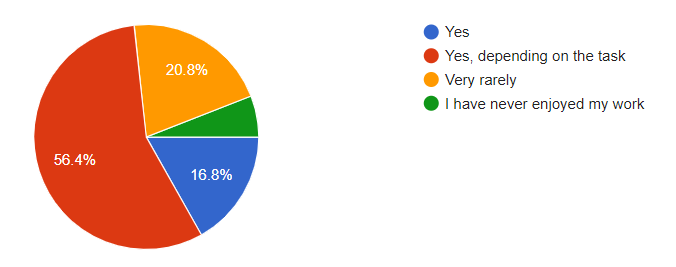 20.8%
56.4%
16.8%
Yes
Yes, depending on the task
Very rarely
I have never enjoyed my work